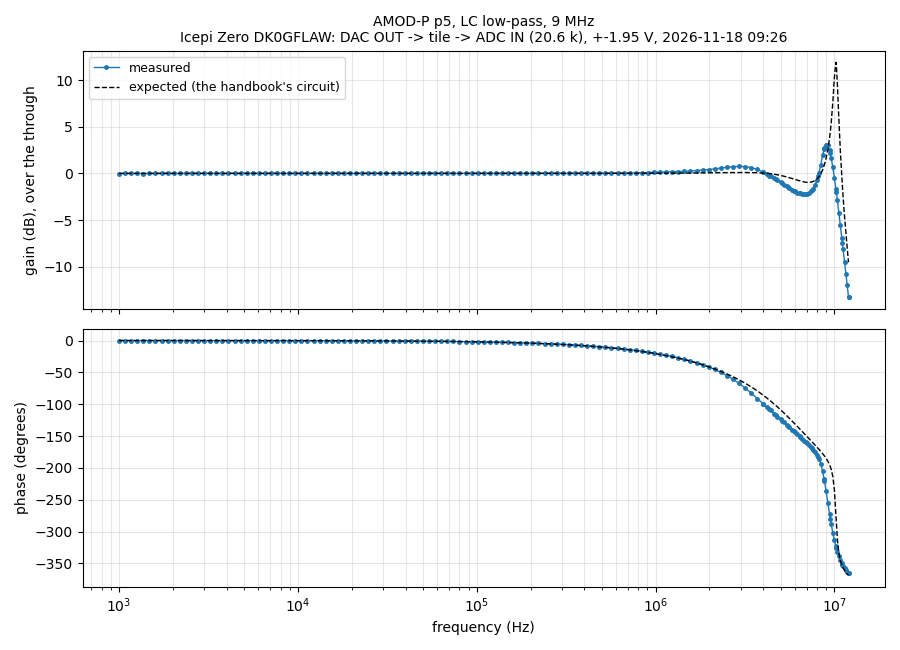 AMOD-P p5, LC low-pass, 9 MHz
Icepi Zero DK0GFLAW: DAC OUT -> tile -> ADC IN (20.6 k), +-1.95 V, 2026-11-18 09:26
measured
expected (the handbook's circuit)
gain (dB), over the through
10
5
0
−5
−10
phase (degrees)
0
−50
−100
−150
−200
−250
−300
−350
10³
10⁴
10⁵
10⁶
10⁷
frequency (Hz)